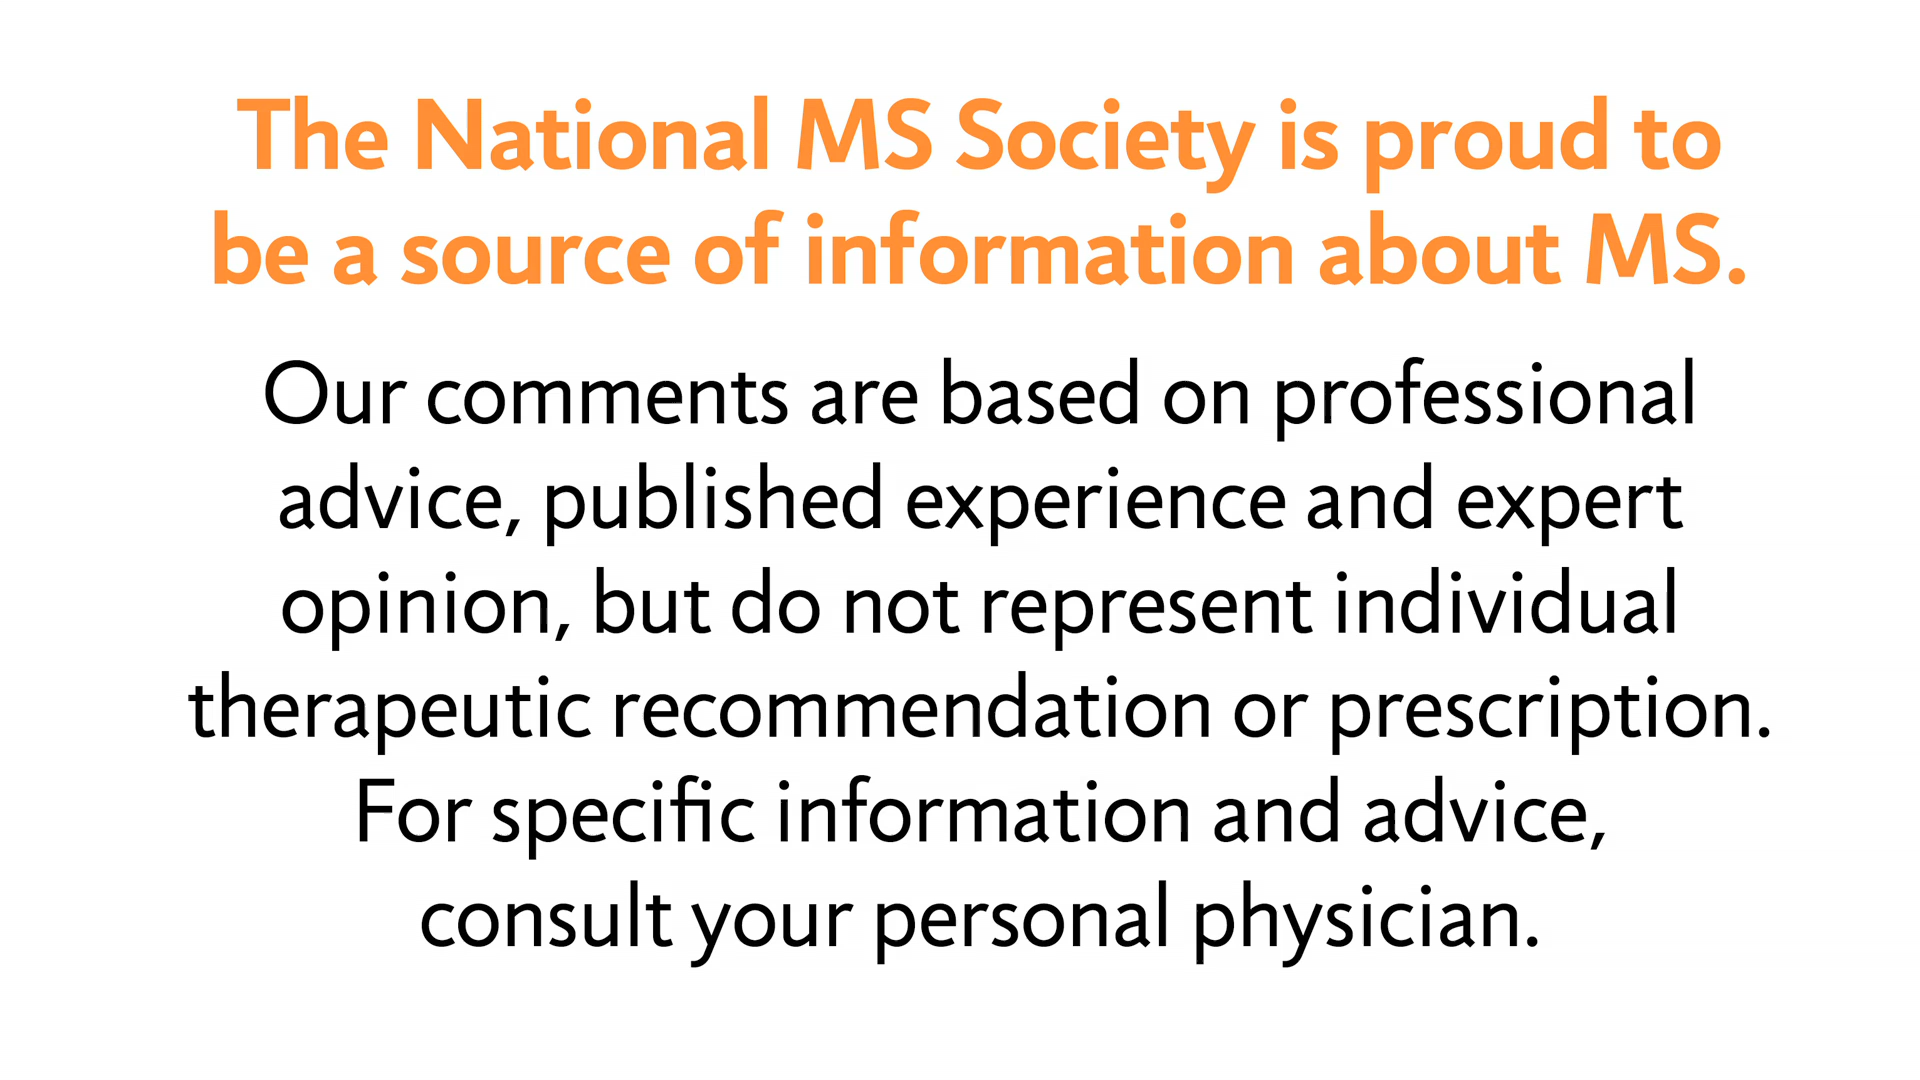 The National MS Society is proud to
be a source of information about MS.
Our comments are based on professional
advice, published experience and expert
opinion, but do not represent individual
therapeutic recommendation or prescription.
For specific information and advice,
consult your personal physician.